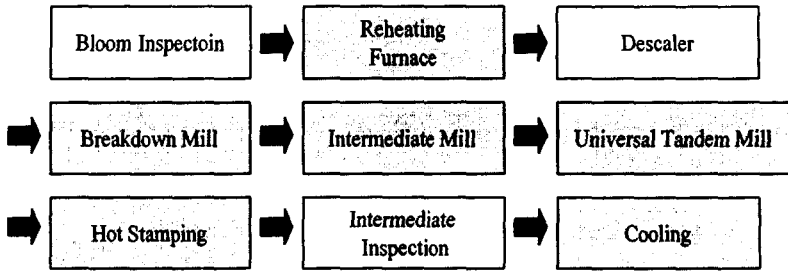 Bloom Inspectoin
Reheating
Furnace
Descaler
Breakdown Mill
Intermediate Mill
Universal Tandem Mill
Hot Stamping
Intermediate
Inspection
Cooling